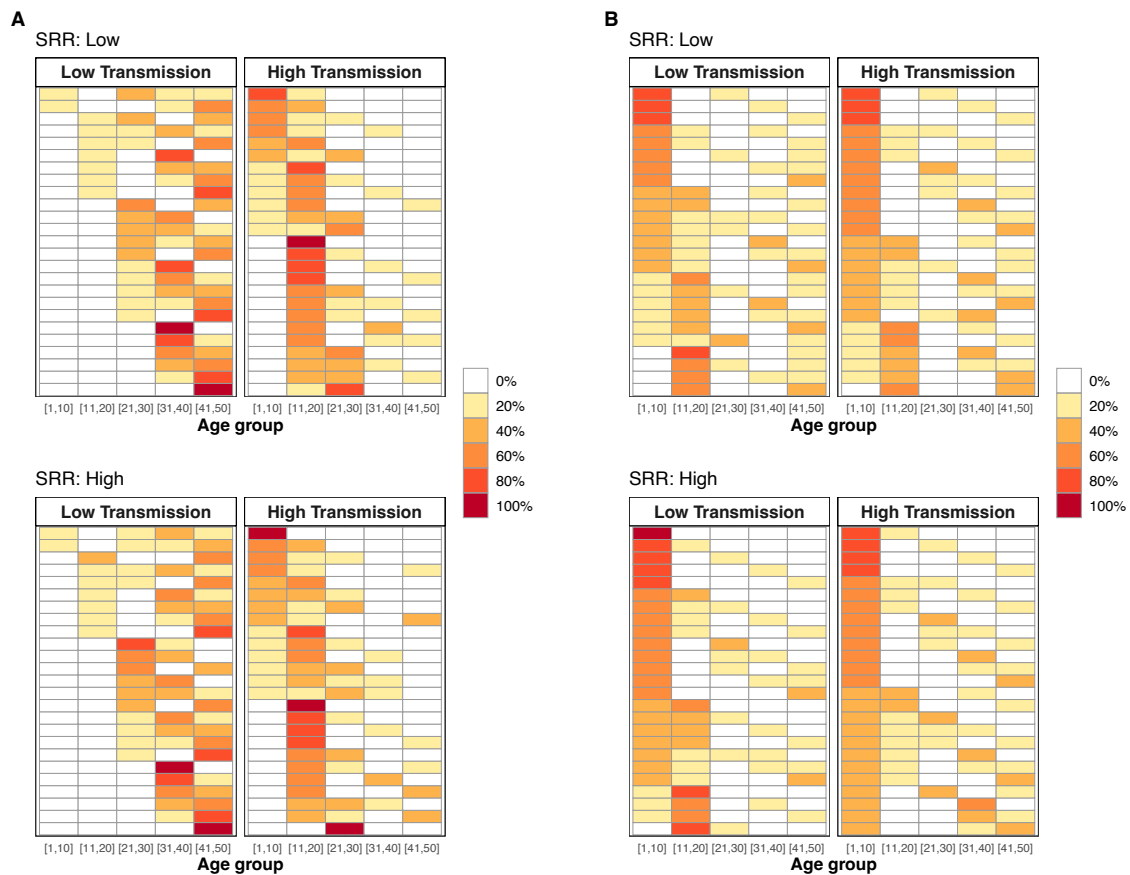 A
SRR: Low
Low Transmission
High Transmission
[1,10] [11,20] [21,30] [31,40] [41,50]
[1,10] [11,20] [21,30] [31,40] [41,50]
Age group
SRR: High
Low Transmission
High Transmission
[1,10] [11,20] [21,30] [31,40] [41,50]
[1,10] [11,20] [21,30] [31,40] [41,50]
Age group
0%
20%
40%
60%
80%
100%
B
SRR: Low
Low Transmission
High Transmission
[1,10] [11,20] [21,30] [31,40] [41,50]
[1,10] [11,20] [21,30] [31,40] [41,50]
Age group
SRR: High
Low Transmission
High Transmission
[1,10] [11,20] [21,30] [31,40] [41,50]
[1,10] [11,20] [21,30] [31,40] [41,50]
Age group
0%
20%
40%
60%
80%
100%